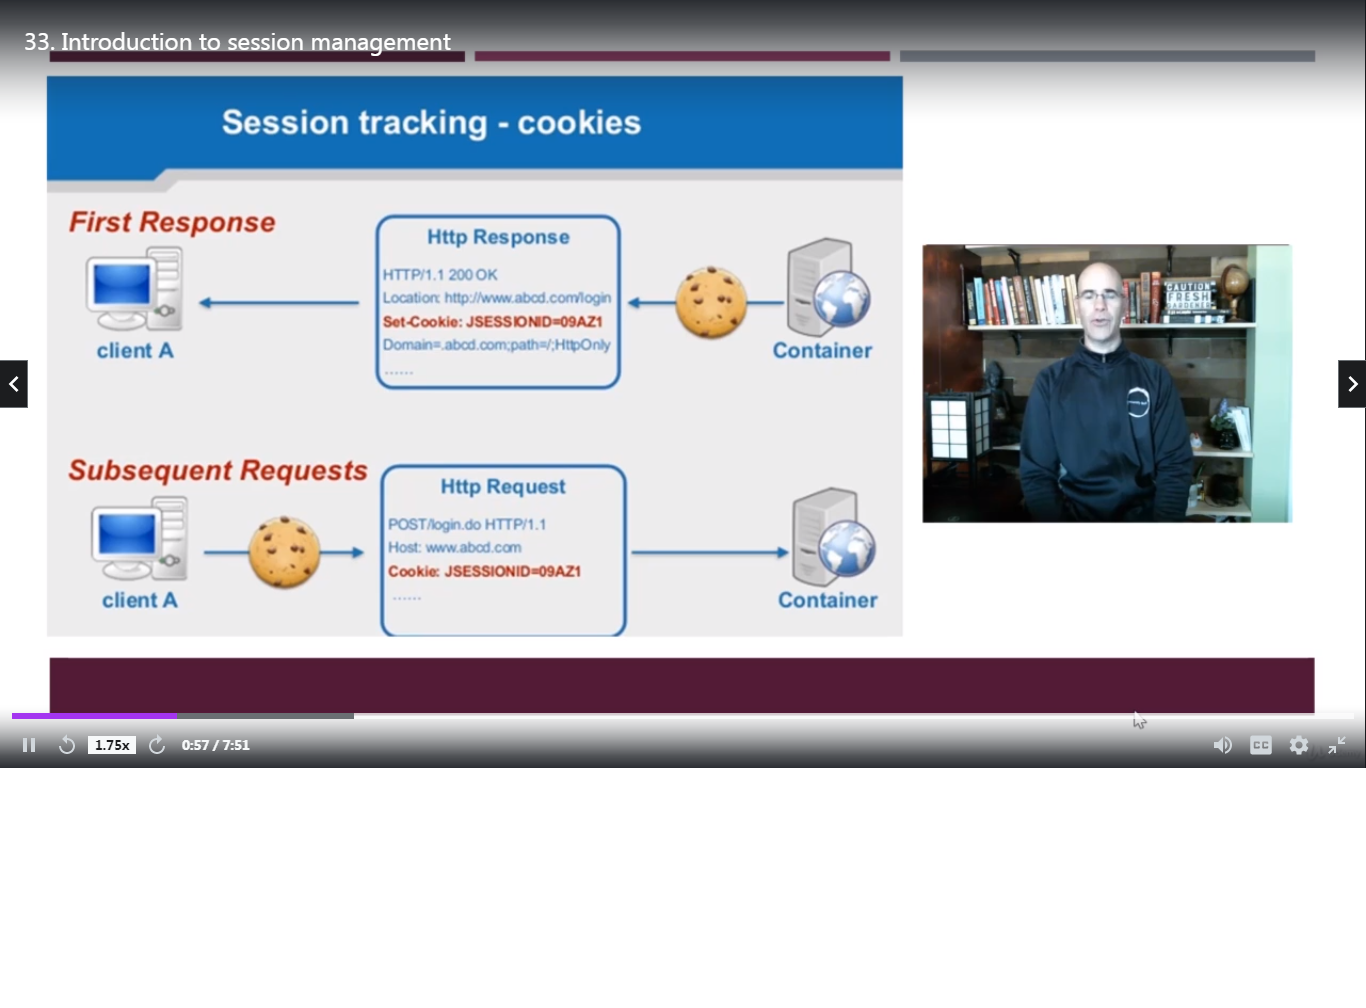 33. Introduction to session management
Session tracking - cookies
First Response
Http Response
HTTP/1.1 200 OK
Location: http://www.abcd.com/login
Set-Cookie: JSESSIONID=09AZ1
Domain=.abcd.com;path=/;HttpOnly
......
client A
Container
Subsequent Requests
Http Request
POST/login.do HTTP/1.1
Host: www.abcd.com
Cookie: JSESSIONID=09AZ1
......
client A
Container
CAUTION
FRESH
GARDENER
1.75x
0:57 / 7:51
CC